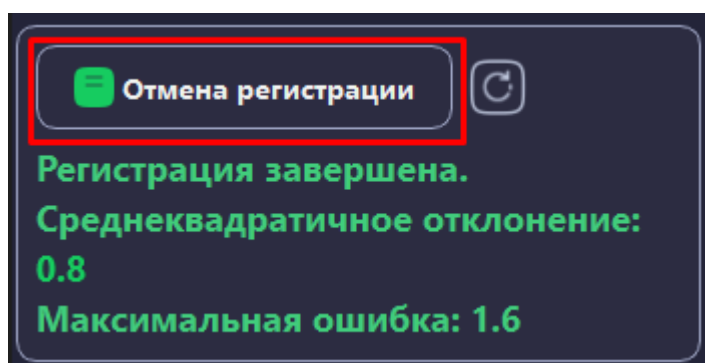 Отмена регистрации
Регистрация завершена.
Среднеквадратичное отклонение:
0.8
Максимальная ошибка: 1.6